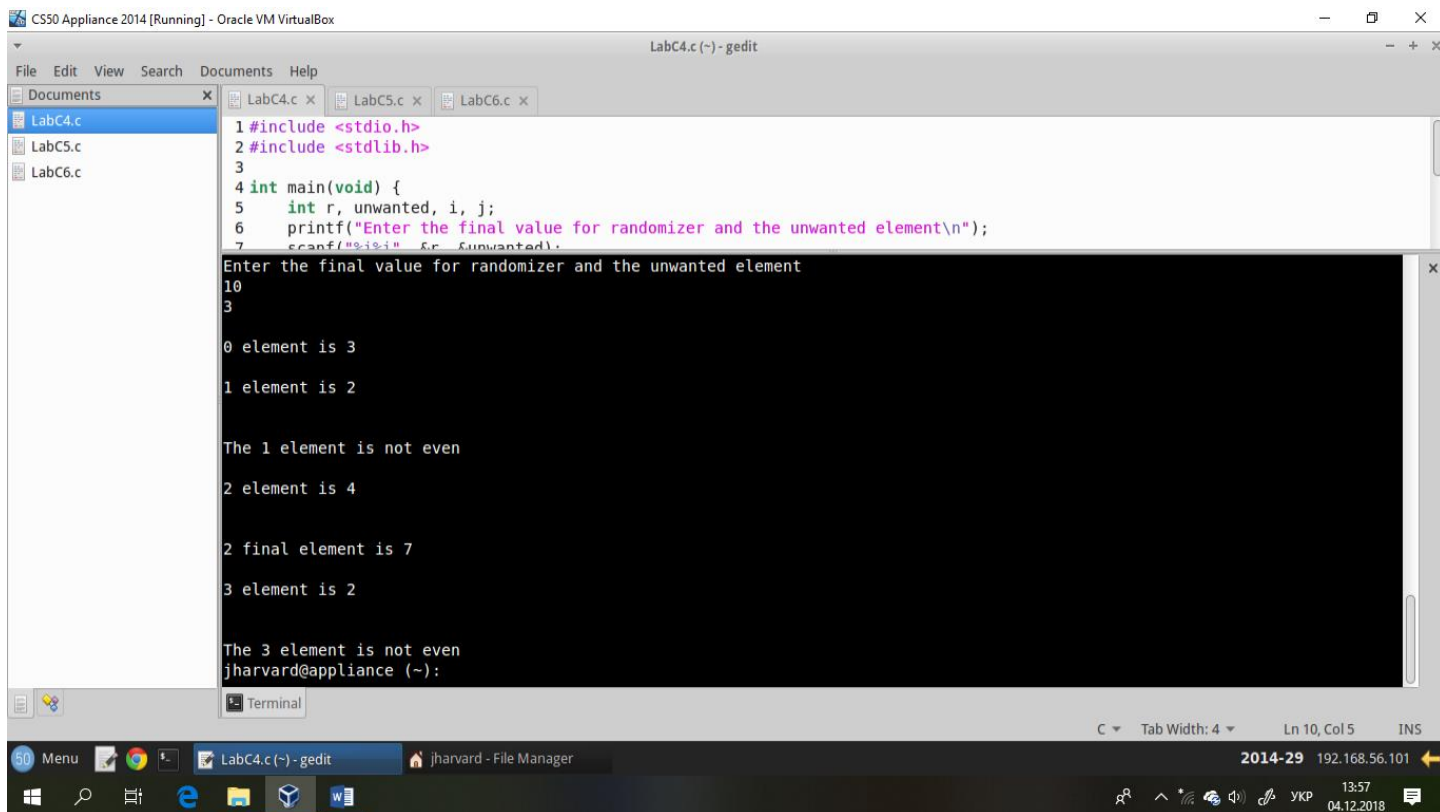 CS50 Appliance 2014 [Running] - Oracle VM VirtualBox
LabC4.c (~) - gedit
File Edit View Search Documents Help
Documents
LabC4.c
LabC5.c
LabC6.c
LabC4.c LabC5.c LabC6.c
1 #include <stdio.h>
2 #include <stdlib.h>
3
4 int main(void) {
5 int r, unwanted, i, j;
6 printf("Enter the final value for randomizer and the unwanted element\n");
7 scanf("%i%i", &r, &unwanted);
Enter the final value for randomizer and the unwanted element
10
3
0 element is 3
1 element is 2
The 1 element is not even
2 element is 4
2 final element is 7
3 element is 2
The 3 element is not even
jharvard@appliance (~):
Terminal
C Tab Width: 4 Ln 10, Col 5 INS
50 Menu LabC4.c (~) - gedit jharvard - File Manager 2014-29 192.168.56.101
УКР 13:57
04.12.2018